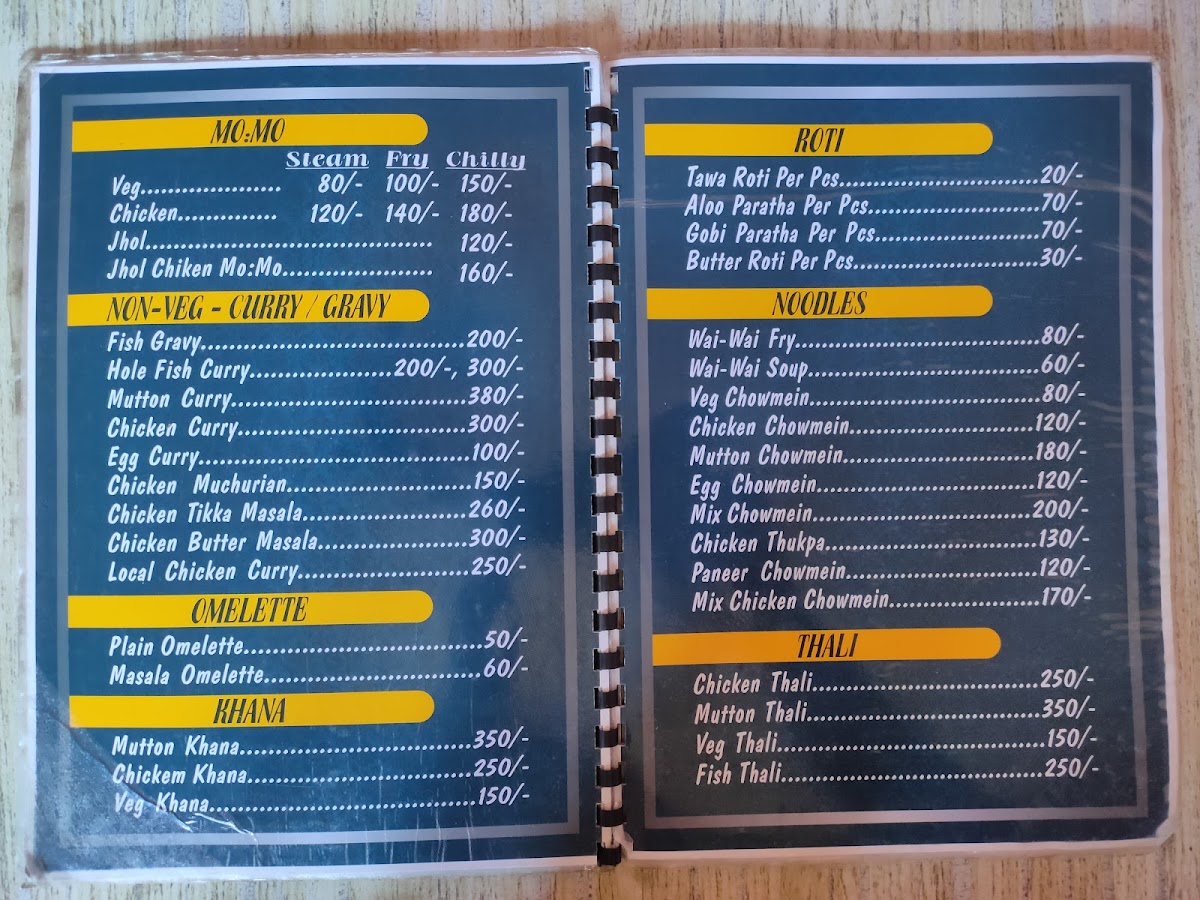 MO:MO
Steam Fry Chilly
Veg..................... 80/- 100/- 150/-
Chicken.............. 120/- 140/- 180/-
Jhol.......................................... 120/-
Jhol Chiken Mo:Mo...................... 160/-
NON-VEG - CURRY / GRAVY
Fish Gravy......................................200/-
Hole Fish Curry....................200/-, 300/-
Mutton Curry..................................380/-
Chicken Curry.................................300/-
Egg Curry.......................................100/-
Chicken Muchurian..........................150/-
Chicken Tikka Masala........................260/-
Chicken Butter Masala......................300/-
Local Chicken Curry.........................250/-
OMELETTE
Plain Omelette...................................50/-
Masala Omelette................................60/-
KHANA
Mutton Khana..................................350/-
Chickem Khana.................................250/-
Veg Khana.......................................150/-
ROTI
Tawa Roti Per Pcs.............................20/-
Aloo Paratha Per Pcs.........................70/-
Gobi Paratha Per Pcs........................70/-
Butter Roti Per Pcs...........................30/-
NOODLES
Wai-Wai Fry...................................80/-
Wai-Wai Soup.................................60/-
Veg Chowmein.................................80/-
Chicken Chowmein...........................120/-
Mutton Chowmein............................180/-
Egg Chowmein................................120/-
Mix Chowmein................................200/-
Chicken Thukpa...............................130/-
Paneer Chowmein...........................120/-
Mix Chicken Chowmein......................170/-
THALI
Chicken Thali.................................250/-
Mutton Thali..................................350/-
Veg Thali......................................150/-
Fish Thali......................................250/-